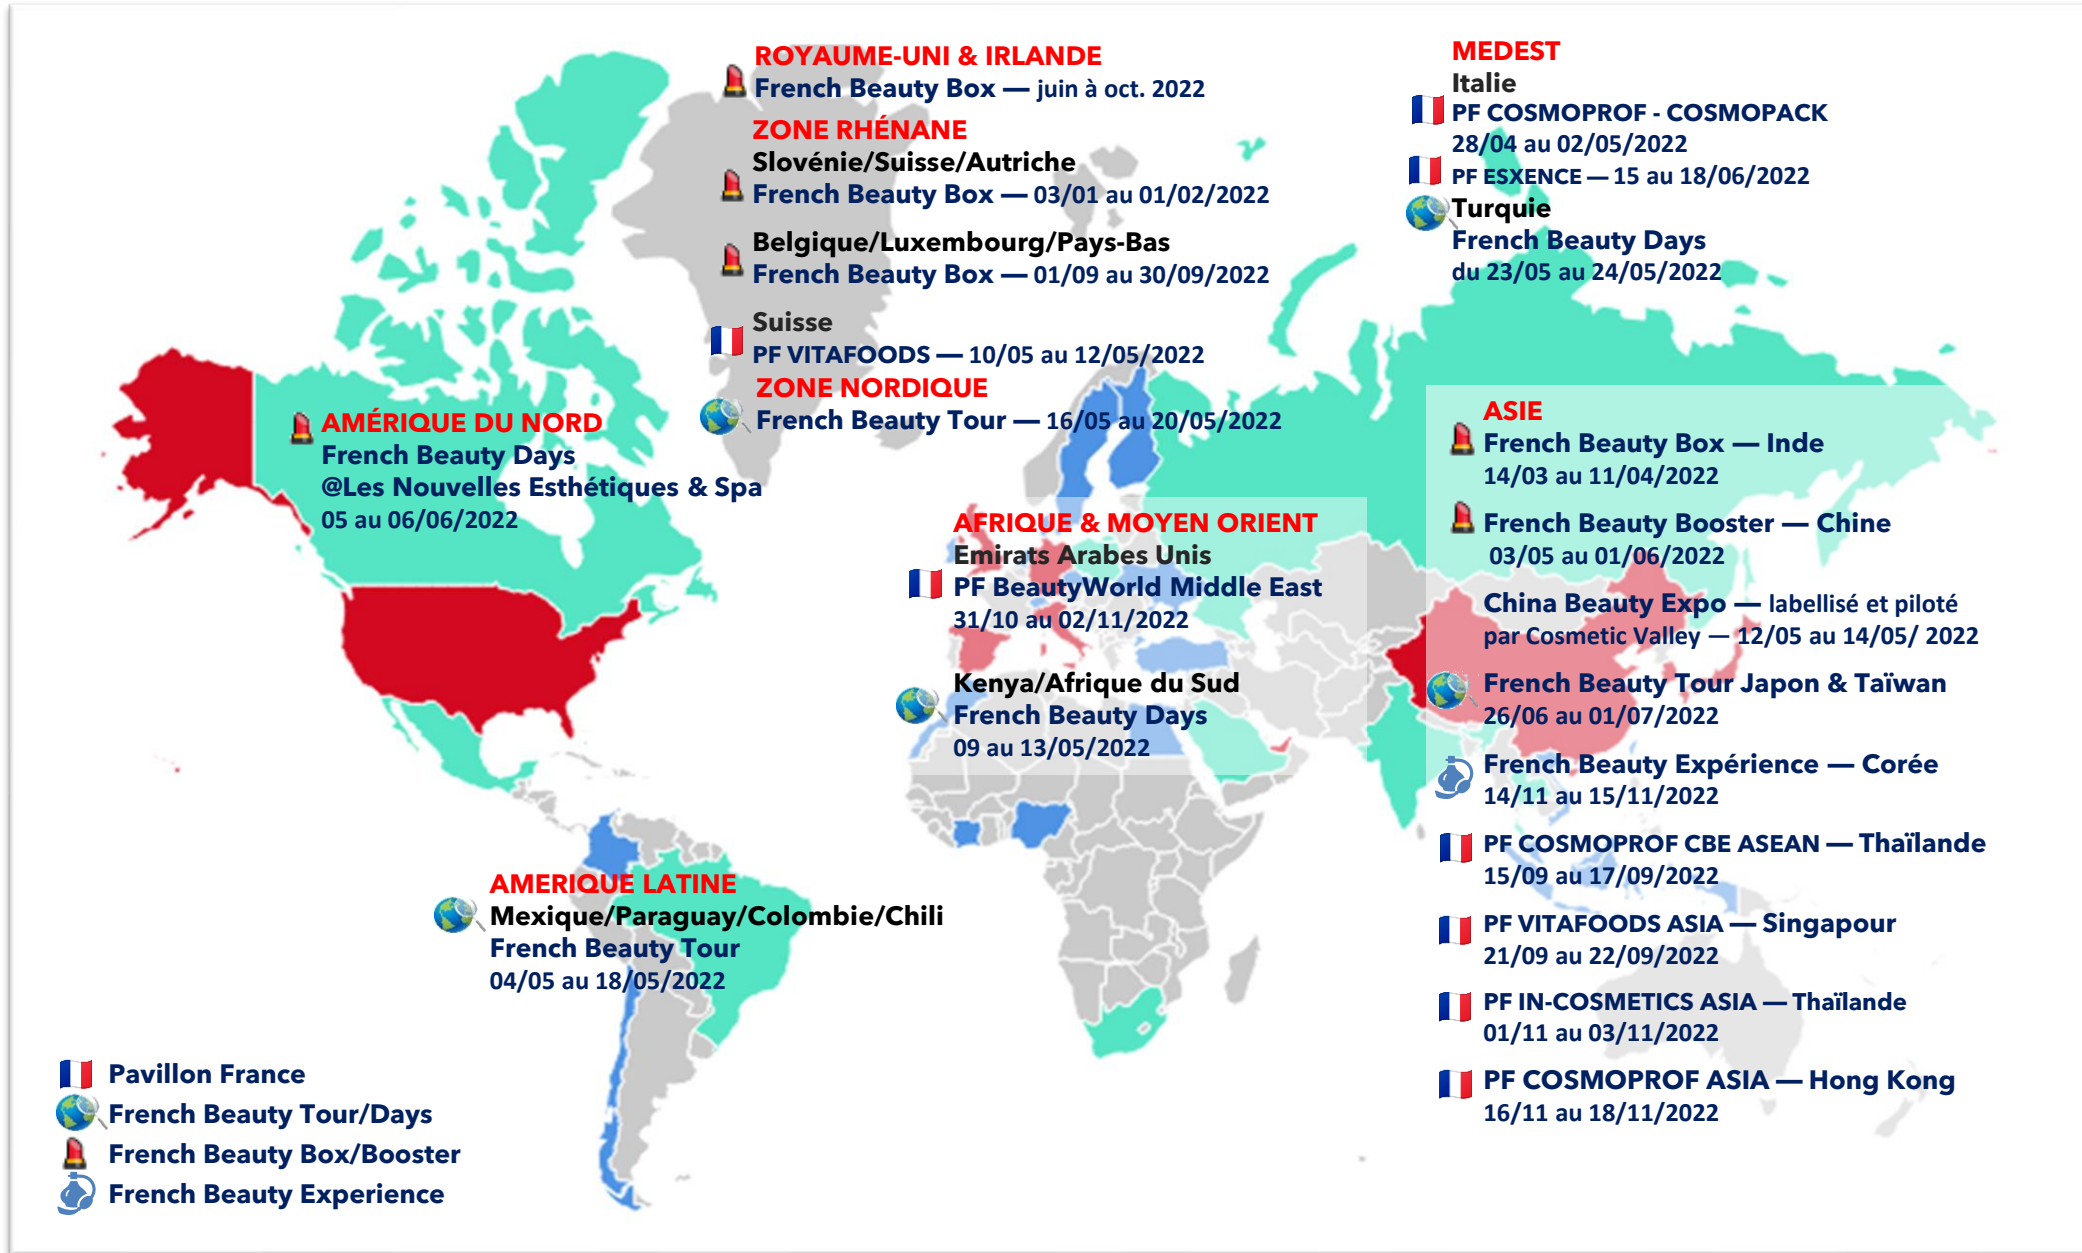 ROYAUME-UNI & IRLANDE
French Beauty Box — juin à oct. 2022
ZONE RHÉNANE
Slovénie/Suisse/Autriche
French Beauty Box — 03/01 au 01/02/2022
Belgique/Luxembourg/Pays-Bas
French Beauty Box — 01/09 au 30/09/2022
Suisse
PF VITAFOODS — 10/05 au 12/05/2022
ZONE NORDIQUE
French Beauty Tour — 16/05 au 20/05/2022
MEDEST
Italie
PF COSMOPROF - COSMOPACK
28/04 au 02/05/2022
PF ESXENCE — 15 au 18/06/2022
Turquie
French Beauty Days
du 23/05 au 24/05/2022
AMÉRIQUE DU NORD
French Beauty Days
@Les Nouvelles Esthétiques & Spa
05 au 06/06/2022
AFRIQUE & MOYEN ORIENT
Emirats Arabes Unis
PF BeautyWorld Middle East
31/10 au 02/11/2022
Kenya/Afrique du Sud
French Beauty Days
09 au 13/05/2022
ASIE
French Beauty Box — Inde
14/03 au 11/04/2022
French Beauty Booster — Chine
03/05 au 01/06/2022
China Beauty Expo — labellisé et piloté
par Cosmetic Valley — 12/05 au 14/05/ 2022
French Beauty Tour Japon & Taïwan
26/06 au 01/07/2022
French Beauty Expérience — Corée
14/11 au 15/11/2022
PF COSMOPROF CBE ASEAN — Thaïlande
15/09 au 17/09/2022
PF VITAFOODS ASIA — Singapour
21/09 au 22/09/2022
PF IN-COSMETICS ASIA — Thaïlande
01/11 au 03/11/2022
PF COSMOPROF ASIA — Hong Kong
16/11 au 18/11/2022
AMERIQUE LATINE
Mexique/Paraguay/Colombie/Chili
French Beauty Tour
04/05 au 18/05/2022
Pavillon France
French Beauty Tour/Days
French Beauty Box/Booster
French Beauty Experience